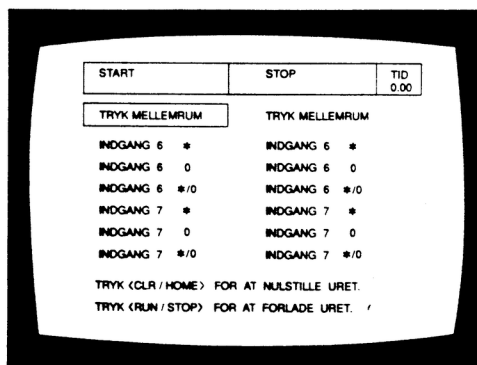 START STOP TID
0.00
TRYK MELLEMRUM TRYK MELLEMRUM
INDGANG 6 * INDGANG 6 *
INDGANG 6 0 INDGANG 6 0
INDGANG 6 */0 INDGANG 6 */0
INDGANG 7 * INDGANG 7 *
INDGANG 7 0 INDGANG 7 0
INDGANG 7 */0 INDGANG 7 */0
TRYK <CLR / HOME> FOR AT NULSTILLE URET.
TRYK <RUN / STOP> FOR AT FORLADE URET.